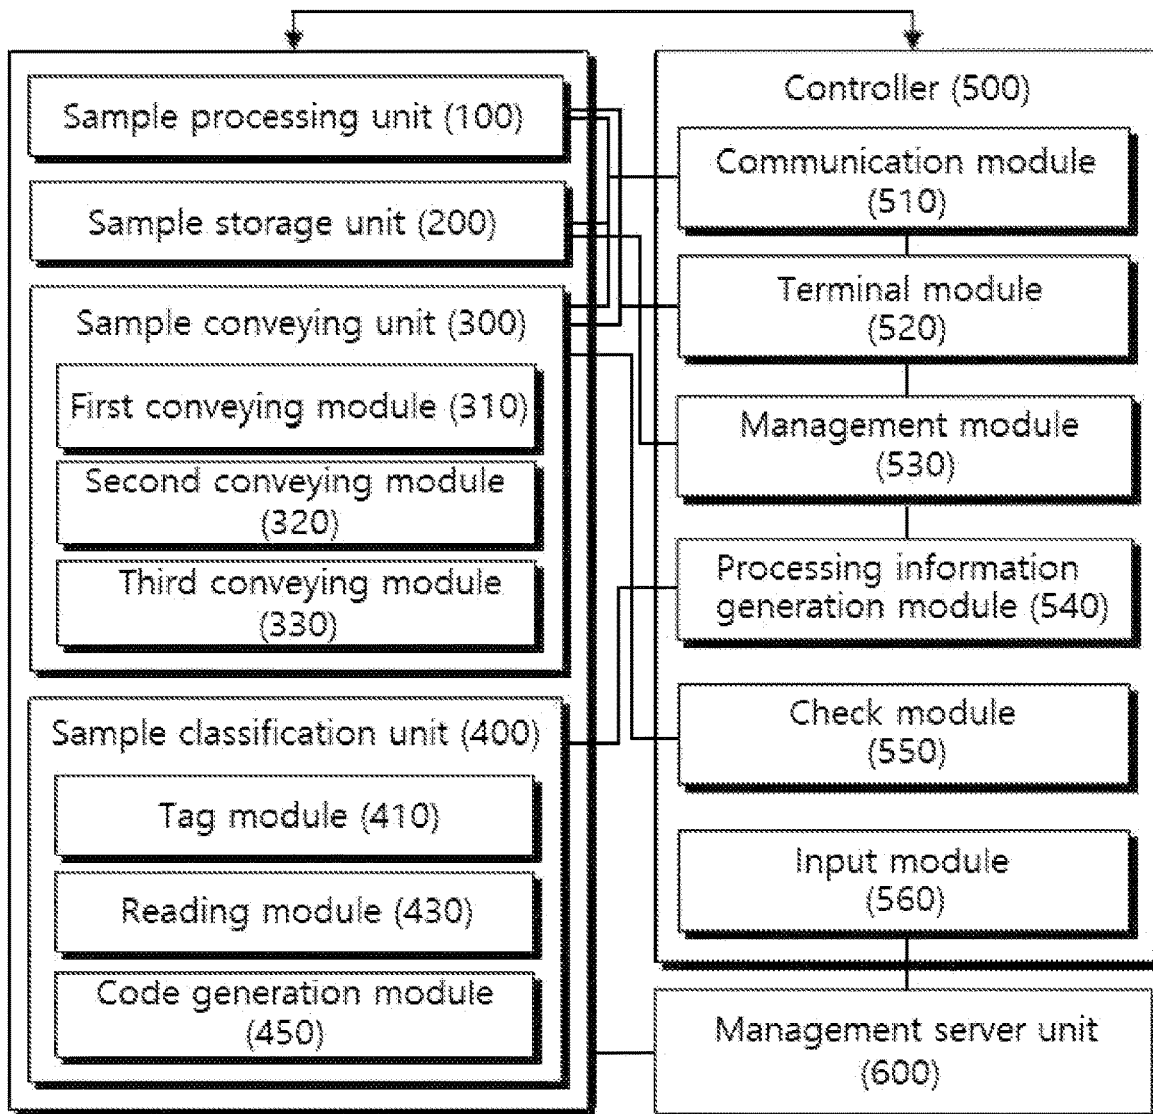 Sample processing unit (100)
Sample storage unit (200)
Sample conveying unit (300)
First conveying module (310)
Second conveying module
(320)
Third conveying module
(330)
Sample classification unit (400)
Tag module (410)
Reading module (430)
Code generation module
(450)
Controller (500)
Communication module
(510)
Terminal module
(520)
Management module
(530)
Processing information
generation module (540)
Check module
(550)
Input module
(560)
Management server unit
(600)